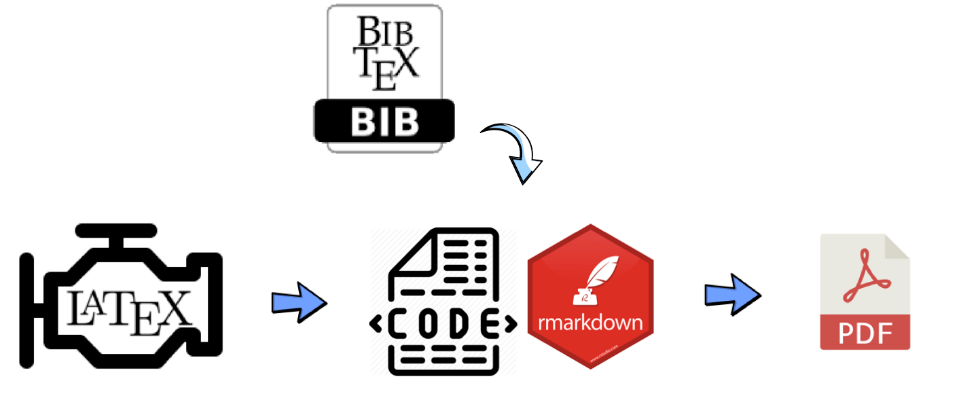 BIB
TEX
BIB
LATEX
<CODE>
rmarkdown
PDF